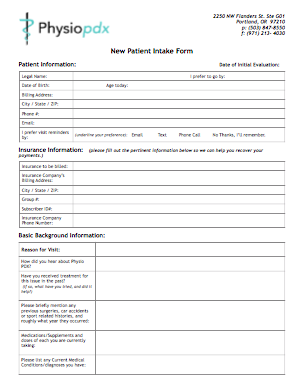 Physiopdx
2250 NW Flanders St. Ste G01
Portland, OR 97210
p: (503) 847-8550
f: (971) 213- 4030
New Patient Intake Form
Patient Information:
Date of Initial Evaluation:
Legal Name:
I prefer to go by:
Date of Birth:
Age today:
Billing Address:
City / State / ZIP:
Phone #:
Email:
I prefer visit reminders
by: (underline your preference): Email Text Phone Call No Thanks, I'll remember.
Insurance Information: (please fill out the pertinent information below so we can help you recover your
payments.)
Insurance to be billed:
Insurance Company's
Billing Address:
City / State / ZIP:
Group #:
Subscriber ID#:
Insurance Company
Phone Number:
Basic Background Information:
Reason for Visit:
How did you hear about Physio
PDX?
Have you received treatment for
this issue in the past?
(If so, what have you tried, and did it
help?)
Please briefly mention any
previous surgeries, car accidents
or sport related histories, and
roughly what year they occurred:
Medications/Supplements and
doses of each you are currently
taking:
Please list any Current Medical
Conditions/diagnoses you have: